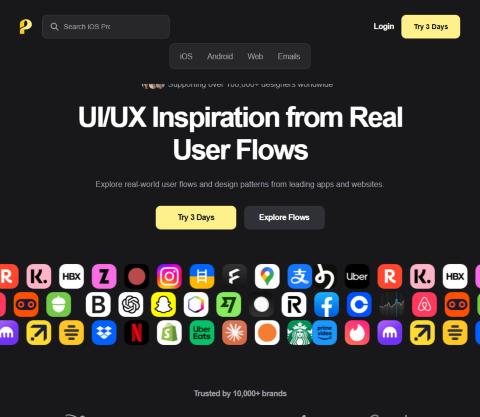 Search iOS Pro
Login
Try 3 Days
iOS Android Web Emails
Supporting over 100,000+ designers worldwide
UI/UX Inspiration from Real
User Flows
Explore real-world user flows and design patterns from leading apps and websites.
Try 3 Days
Explore Flows
R K. HBX Z Uber R K. HBX
B R
Uber Eats prime video
N
Trusted by 10,000+ brands